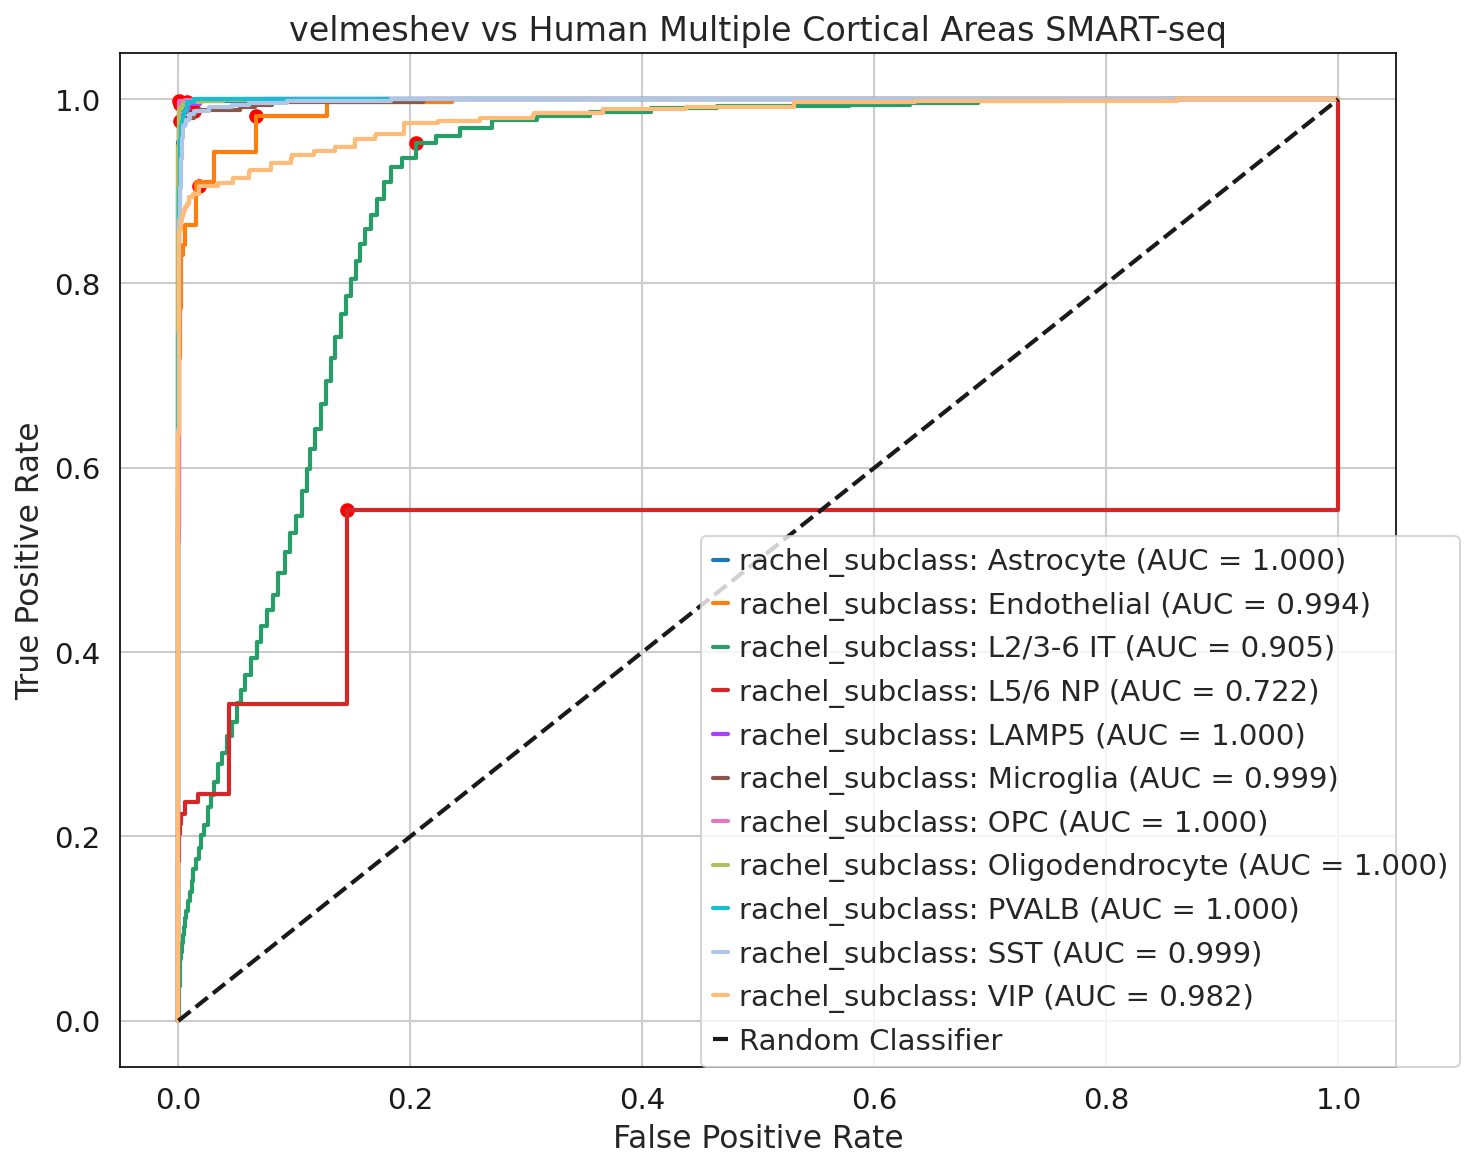 velmeshev vs Human Multiple Cortical Areas SMART-seq
True Positive Rate
1.0
0.8
0.6
0.4
0.2
0.0
rachel_subclass: Astrocyte (AUC = 1.000)
rachel_subclass: Endothelial (AUC = 0.994)
rachel_subclass: L2/3-6 IT (AUC = 0.905)
rachel_subclass: L5/6 NP (AUC = 0.722)
rachel_subclass: LAMP5 (AUC = 1.000)
rachel_subclass: Microglia (AUC = 0.999)
rachel_subclass: OPC (AUC = 1.000)
rachel_subclass: Oligodendrocyte (AUC = 1.000)
rachel_subclass: PVALB (AUC = 1.000)
rachel_subclass: SST (AUC = 0.999)
rachel_subclass: VIP (AUC = 0.982)
Random Classifier
0.0 0.2 0.4 0.6 0.8 1.0
False Positive Rate